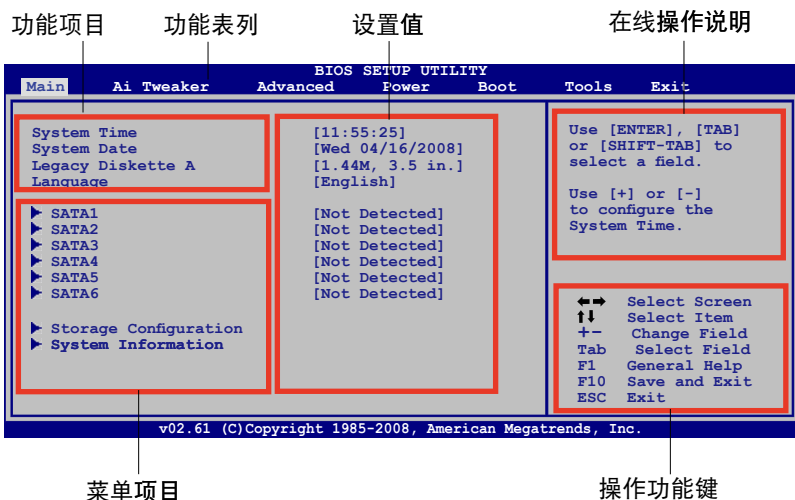 功能项目 功能表列 设置值 在线操作说明
BIOS SETUP UTILITY
Main Ai Tweaker Advanced Power Boot Tools Exit
System Time [11:55:25]
System Date [Wed 04/16/2008]
Legacy Diskette A [1.44M, 3.5 in.]
Language [English]
SATA1 [Not Detected]
SATA2 [Not Detected]
SATA3 [Not Detected]
SATA4 [Not Detected]
SATA5 [Not Detected]
SATA6 [Not Detected]
Storage Configuration
System Information
Use [ENTER], [TAB]
or [SHIFT-TAB] to
select a field.
Use [+] or [-]
to configure the
System Time.
←→ Select Screen
↑↓ Select Item
+- Change Field
Tab Select Field
F1 General Help
F10 Save and Exit
ESC Exit
v02.61 (C)Copyright 1985-2008, American Megatrends, Inc.
菜单项目 操作功能键